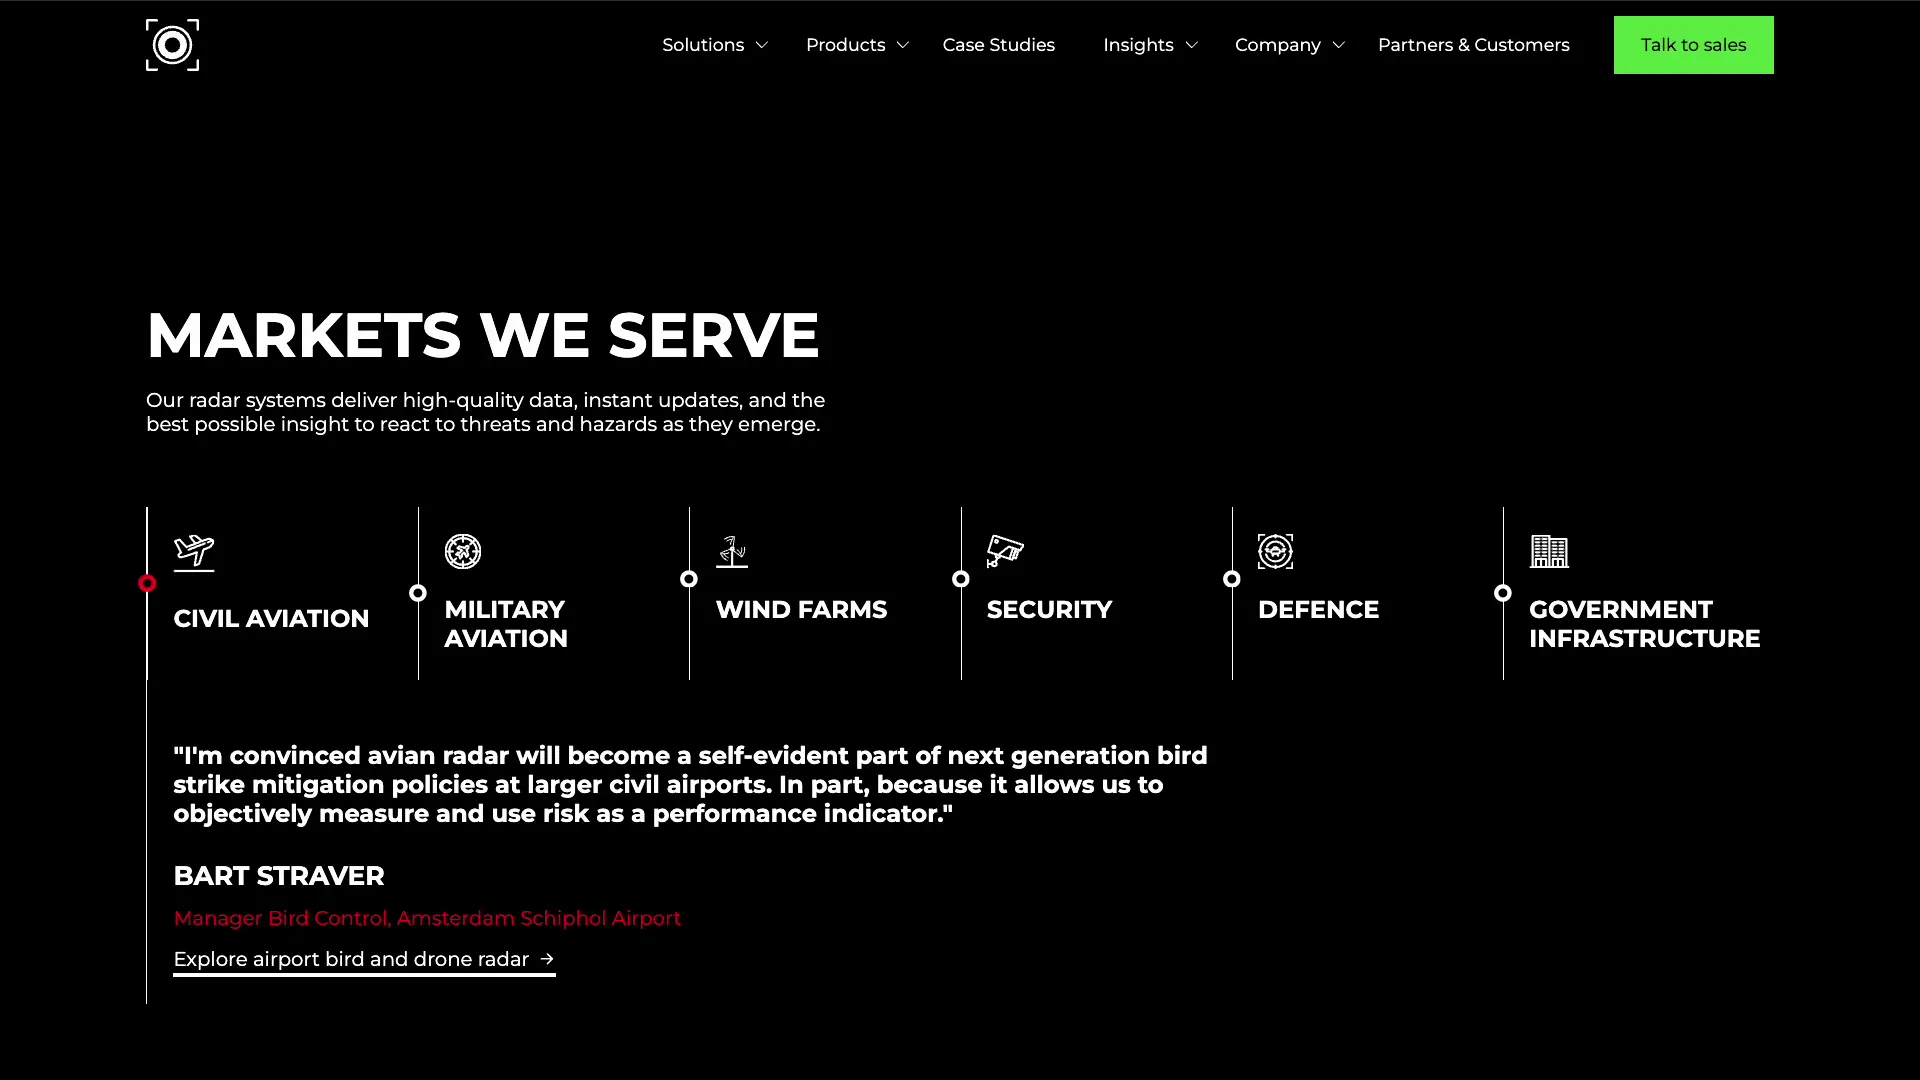 Solutions
Products
Case Studies
Insights
Company
Partners & Customers
Talk to sales
MARKETS WE SERVE
Our radar systems deliver high-quality data, instant updates, and the
best possible insight to react to threats and hazards as they emerge.
CIVIL AVIATION
MILITARY
AVIATION
WIND FARMS
SECURITY
DEFENCE
GOVERNMENT
INFRASTRUCTURE
"I'm convinced avian radar will become a self-evident part of next generation bird
strike mitigation policies at larger civil airports. In part, because it allows us to
objectively measure and use risk as a performance indicator."
BART STRAVER
Manager Bird Control, Amsterdam Schiphol Airport
Explore airport bird and drone radar →